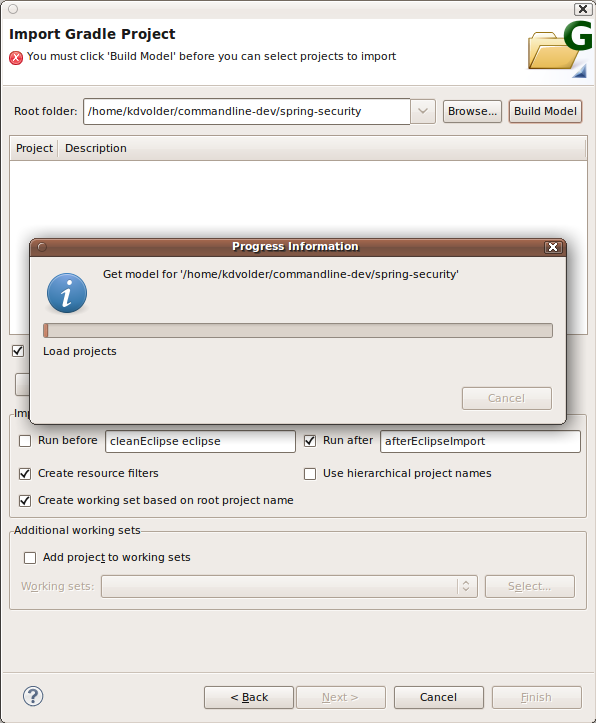 Import Gradle Project
You must click 'Build Model' before you can select projects to import
G
Root folder: /home/kdvolder/commandline-dev/spring-security Browse... Build Model
Project Description
Progress Information
i
Get model for '/home/kdvolder/commandline-dev/spring-security'
Load projects
Cancel
Run before cleanEclipse eclipse Run after afterEclipseImport
Create resource filters Use hierarchical project names
Create working set based on root project name
Additional working sets
Add project to working sets
Working sets: Select...
? < Back Next > Cancel Finish